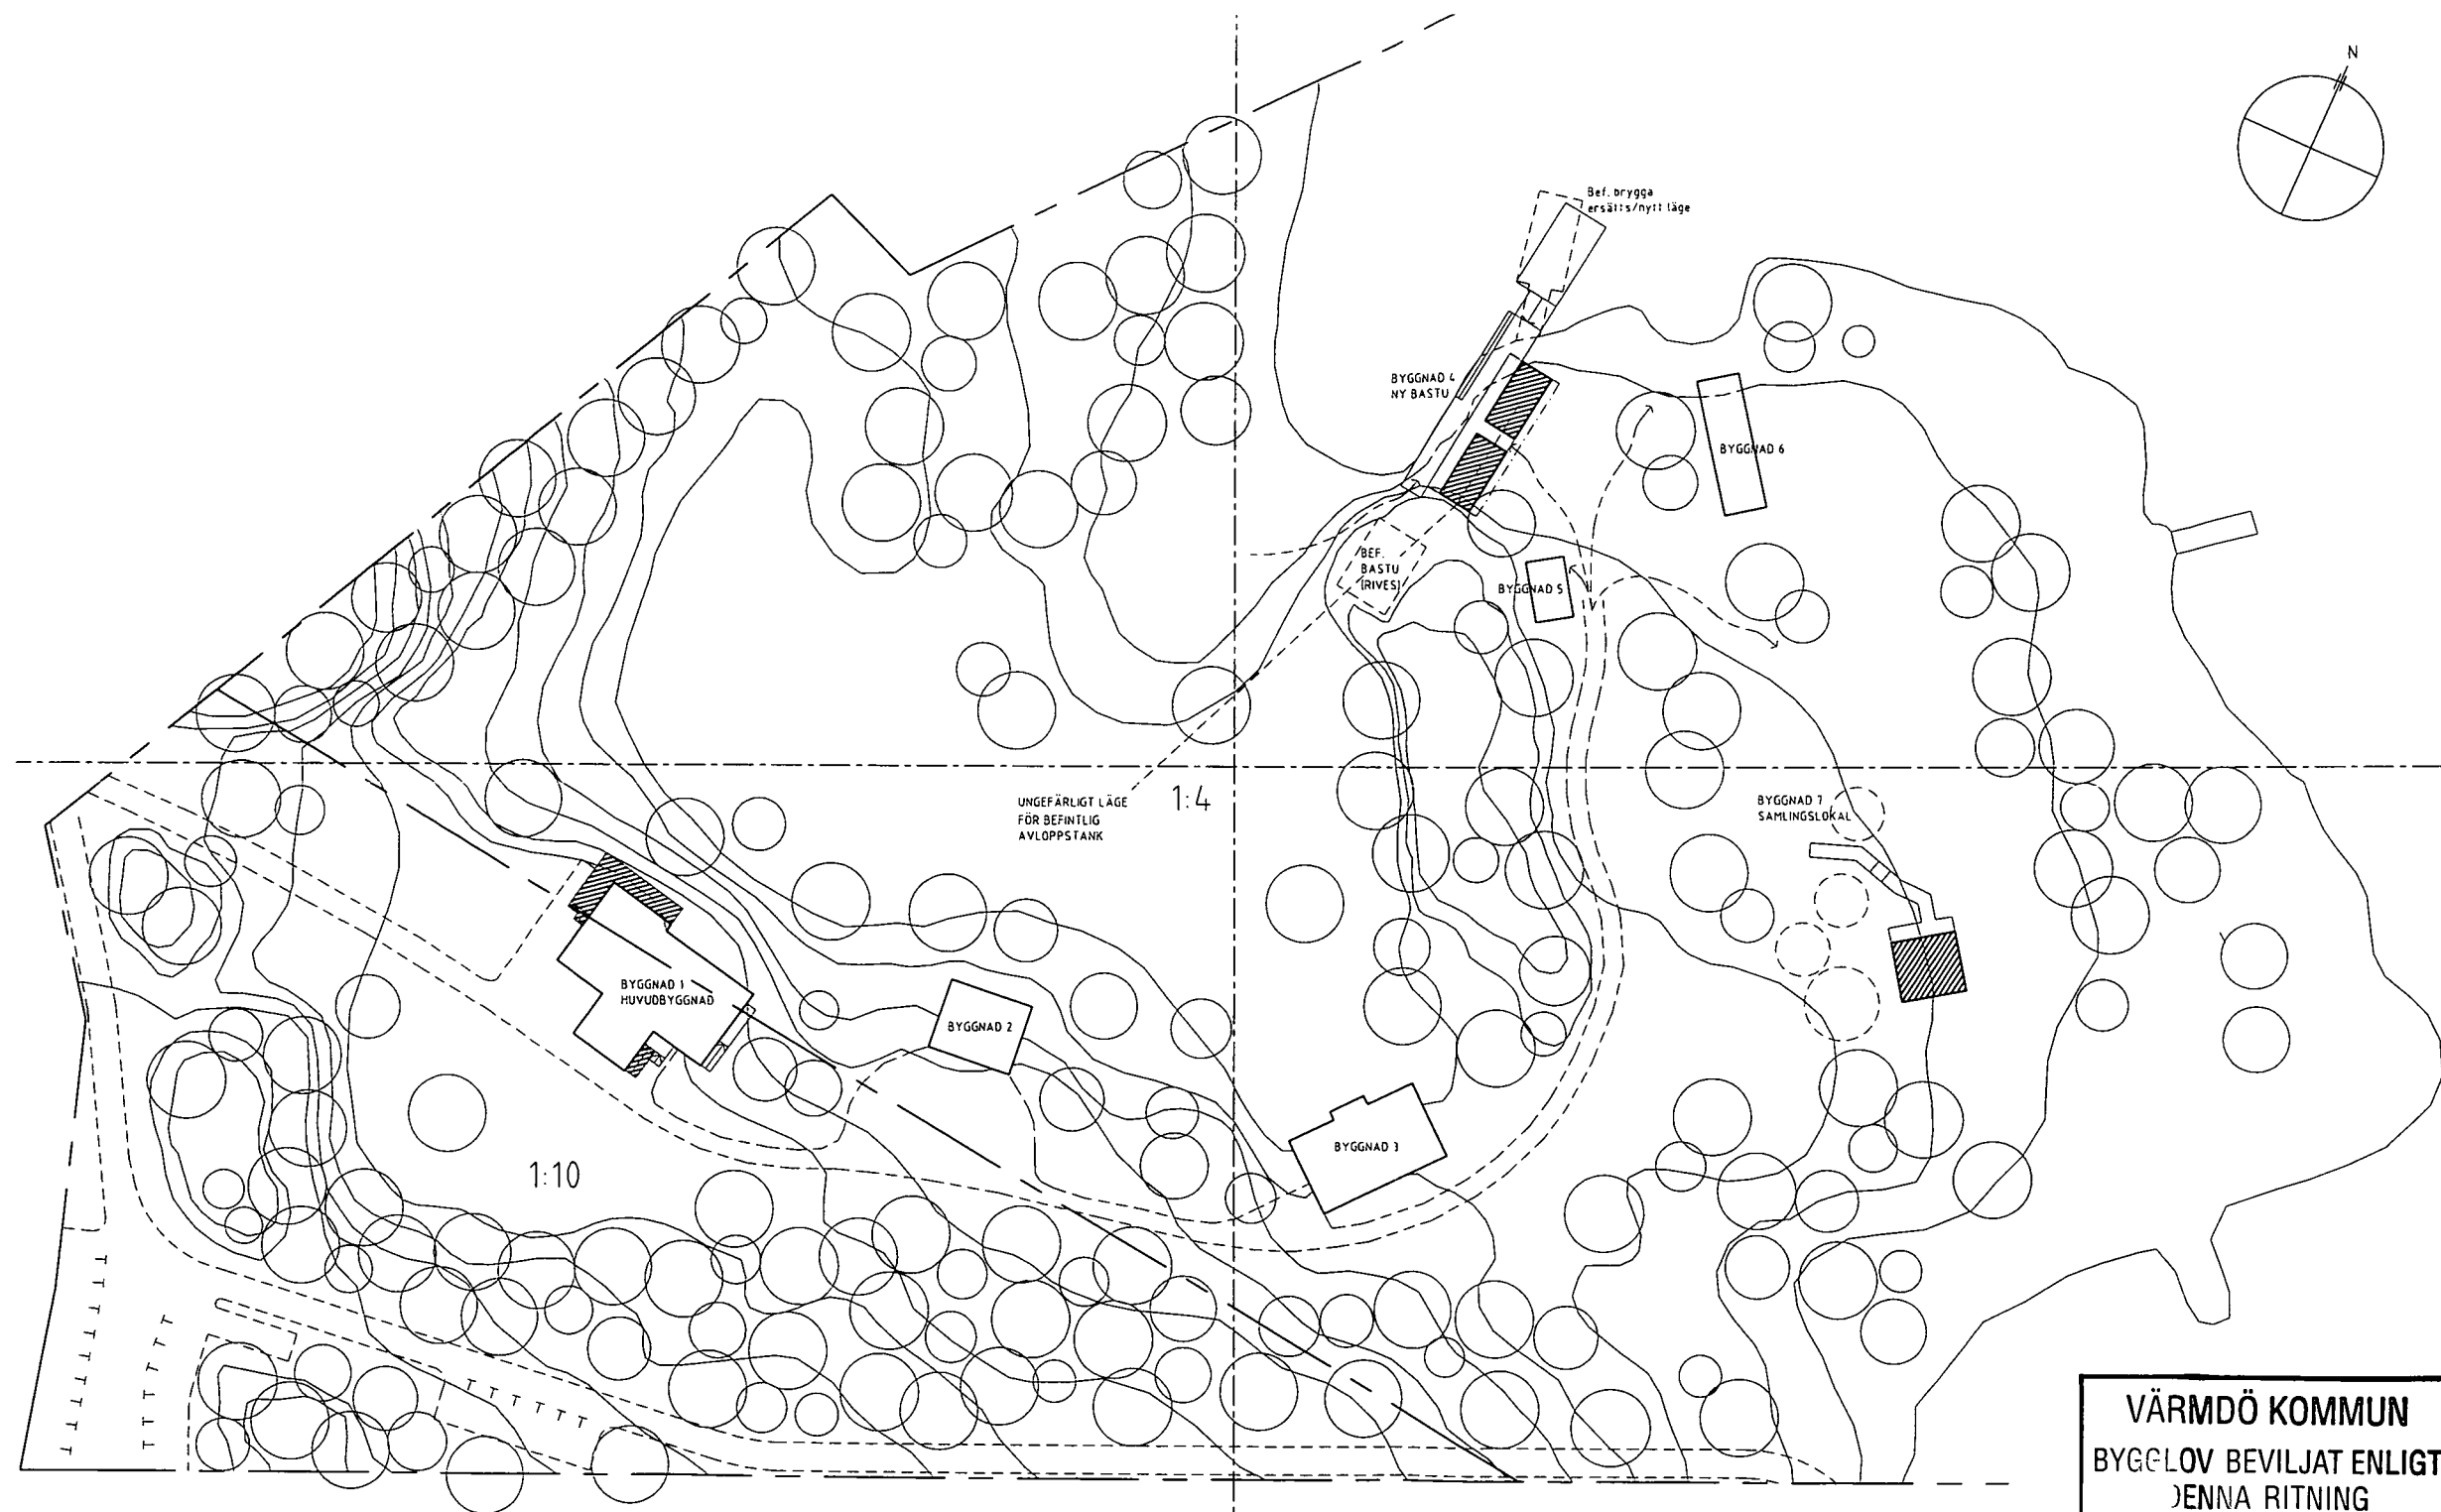 N
Bef. brygga
ersätts/nytt läge
BYGGNAD 4
NY BASTU
BYGGNAD 6
BEF.
BASTU
(RIVES)
BYGGNAD 5
UNGEFÄRLIGT LÄGE
FÖR BEFINTLIG
AVLOPPSTANK
1:4
BYGGNAD 7
SAMLINGSLOKAL
BYGGNAD 1
HUVUDBYGGNAD
BYGGNAD 2
BYGGNAD 3
1:10
VÄRMDÖ KOMMUN
BYGGLOV BEVILJAT ENLIGT
DENNA RITNING